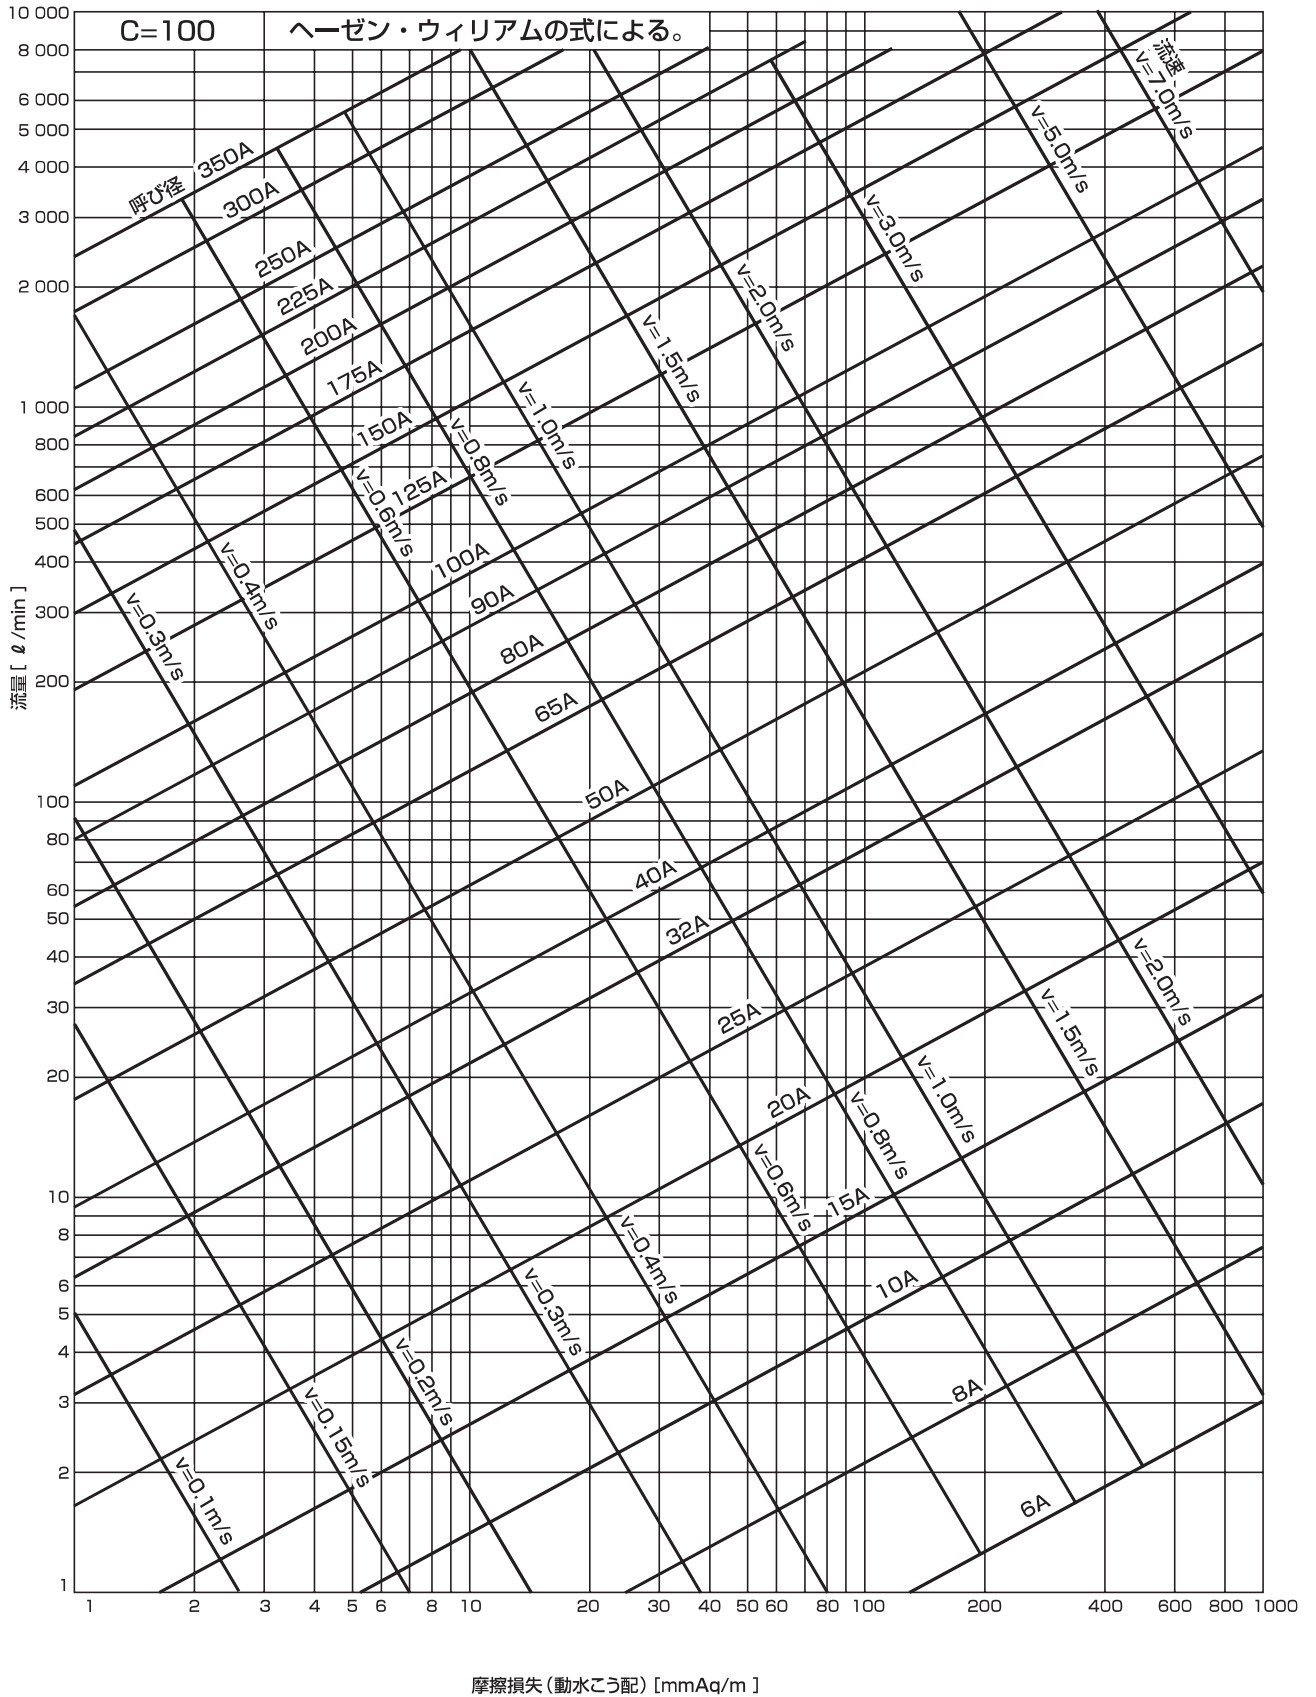 C=100 ヘーゼン・ウィリアムの式による。
10 000
8 000
6 000
5 000
4 000
3 000
2 000
1 000
800
600
500
400
300
200
100
80
60
50
40
30
20
10
8
6
5
4
3
2
1
流量 [ ℓ /min ]
呼び径
350A
300A
250A
225A
200A
175A
150A
125A
100A
90A
80A
65A
50A
40A
32A
25A
20A
15A
10A
8A
6A
流速
v=7.0m/s
v=5.0m/s
v=3.0m/s
v=2.0m/s
v=1.5m/s
v=1.0m/s
v=0.8m/s
v=0.6m/s
v=0.4m/s
v=0.3m/s
v=2.0m/s
v=1.5m/s
v=1.0m/s
v=0.8m/s
v=0.6m/s
v=0.4m/s
v=0.3m/s
v=0.2m/s
v=0.15m/s
v=0.1m/s
1 2 3 4 5 6 8 10 20 30 40 50 60 80 100 200 400 600 800 1000
摩擦損失(動水こう配) [mmAq/m ]